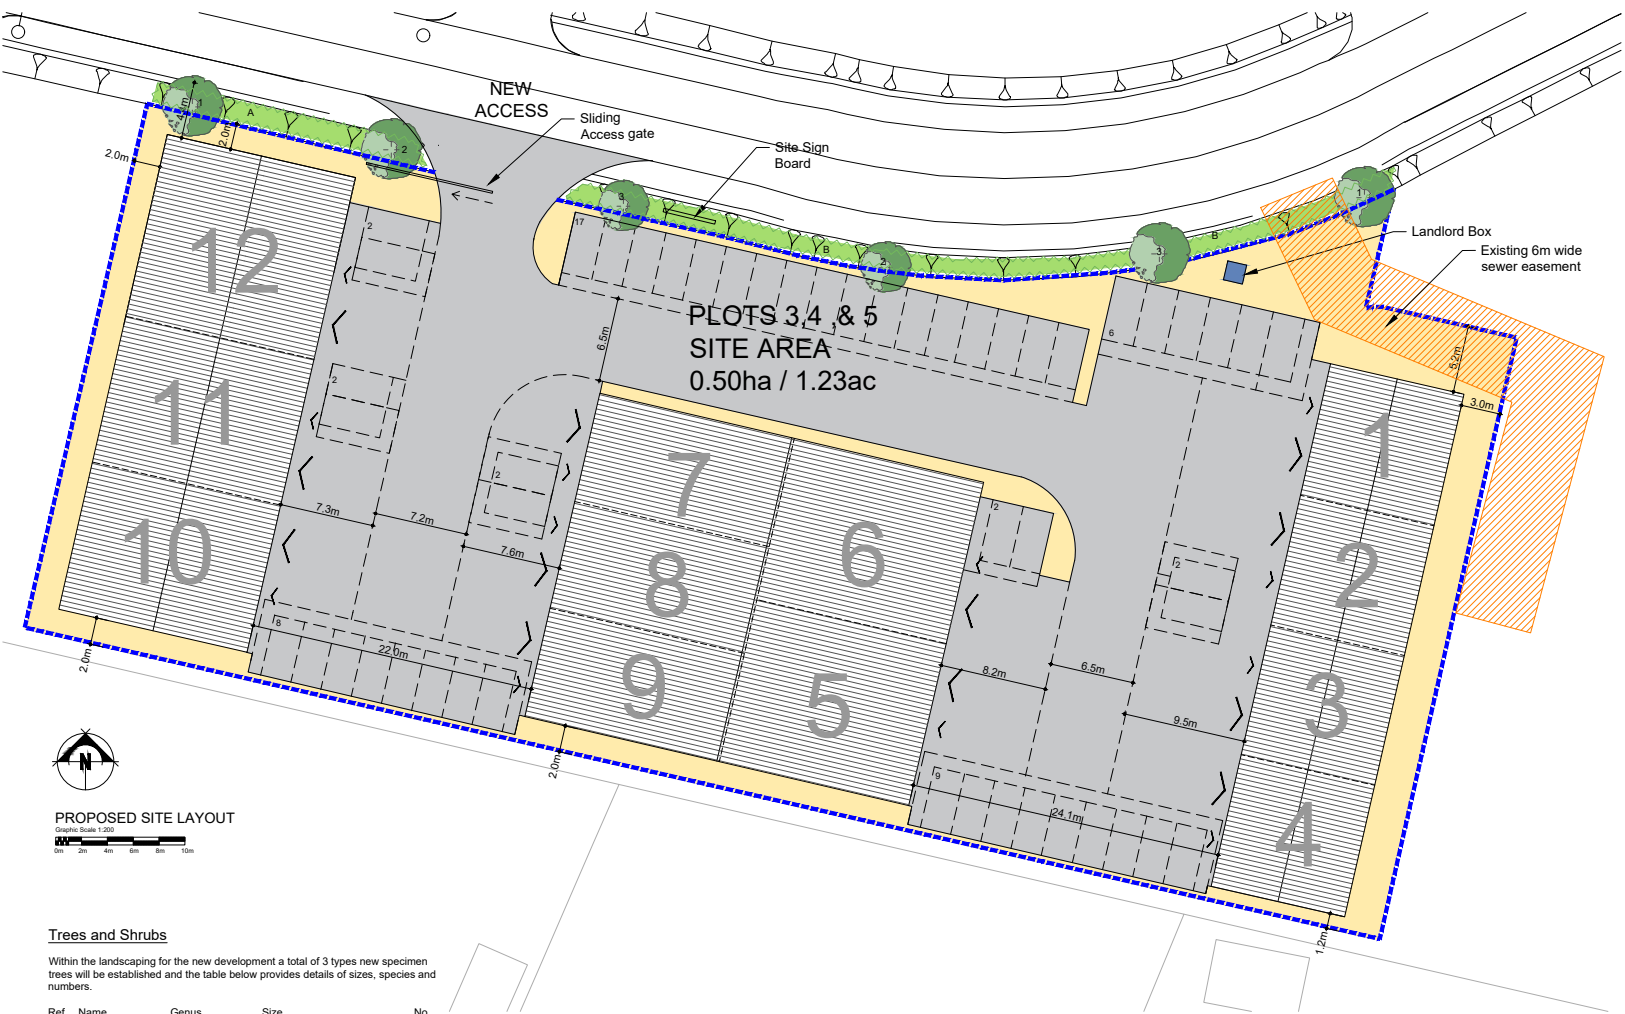 NEW
ACCESS
Sliding
Access gate
Site Sign
Board
Landlord Box
Existing 6m wide
sewer easement
1
A
2
3
B
2
3
B
1
2.0m
2.0m
17
2
6
PLOTS 3,4 ,& 5
SITE AREA
0.50ha / 1.23ac
6.5m
5.2m
3.0m
12
11
10
2
2
7
8
9
6
5
2
2
1
2
3
4
7.3m
7.2m
7.6m
8
22.0m
8.2m
6.5m
9.5m
9
24.1m
2.0m
2.0m
1.2m
N
PROPOSED SITE LAYOUT
Graphic Scale 1:200
0m 2m 4m 6m 8m 10m
Trees and Shrubs
Within the landscaping for the new development a total of 3 types new specimen
trees will be established and the table below provides details of sizes, species and
numbers.
Ref Name Genus Size No